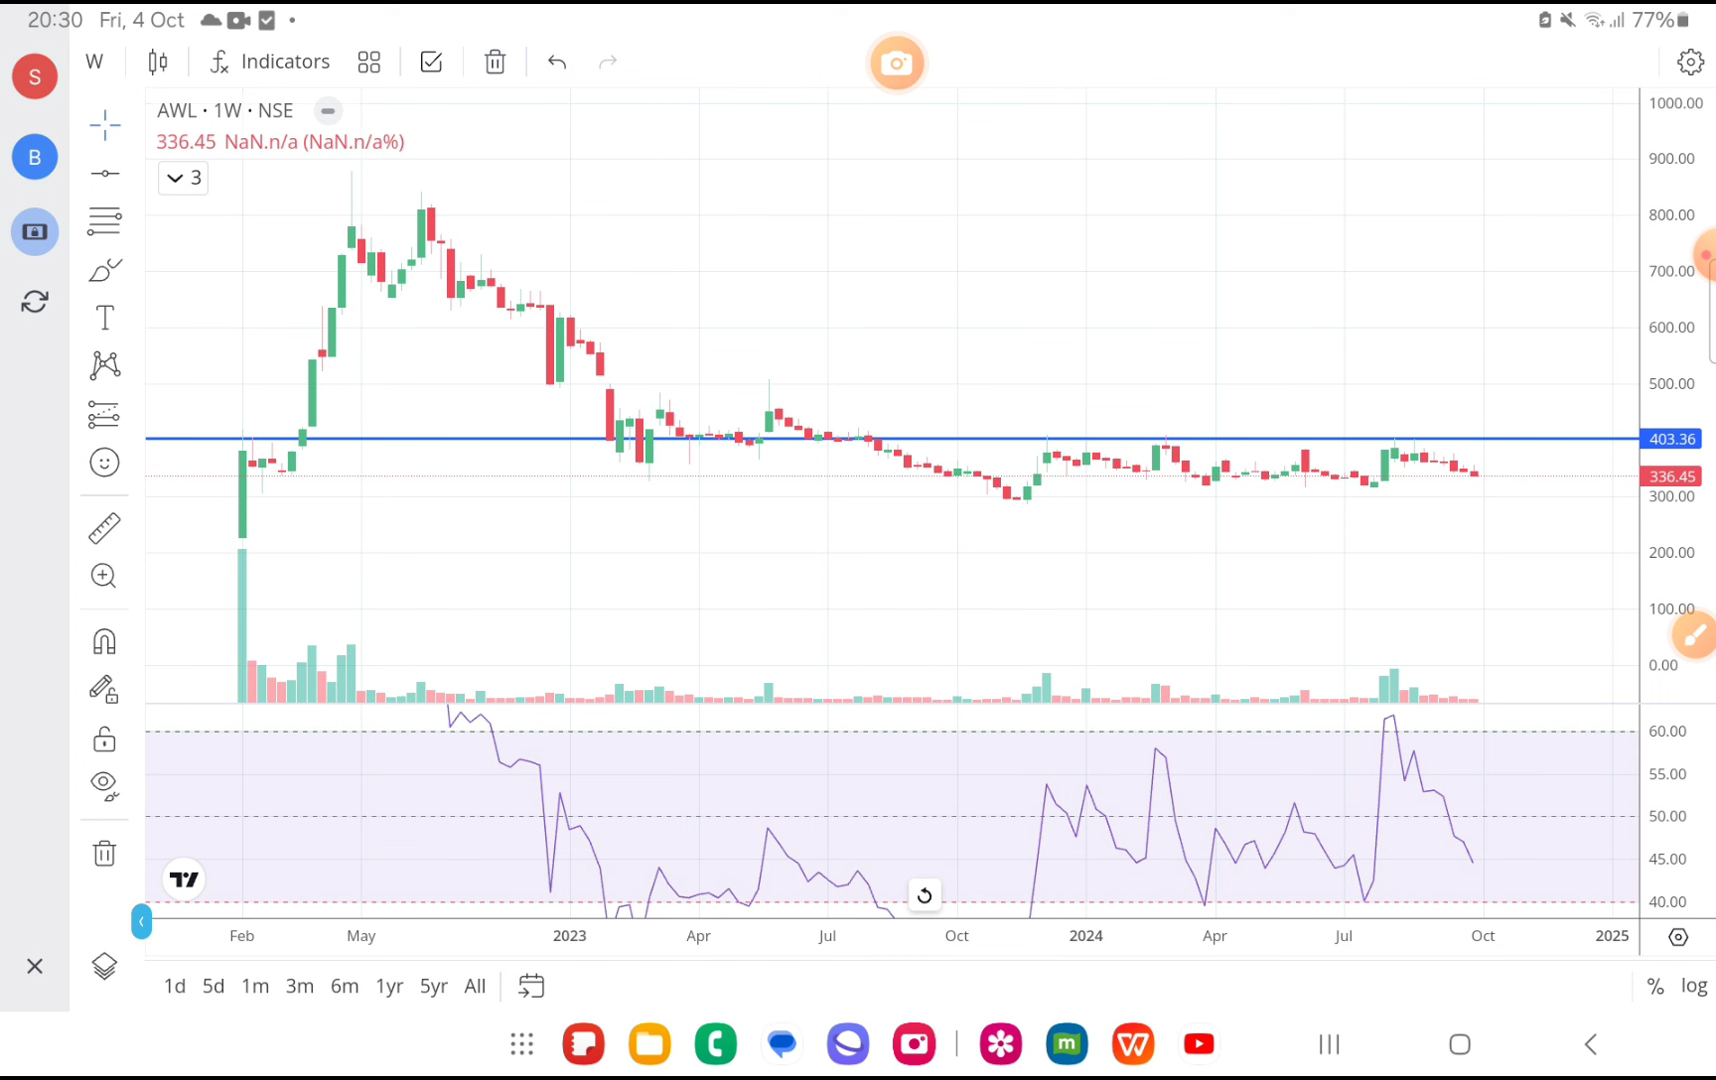 20:30 Fri, 4 Oct
77%
S
B
W
Indicators
AWL · 1W · NSE
336.45 NaN.n/a (NaN.n/a%)
3
T
1000.00
900.00
800.00
700.00
600.00
500.00
403.36
336.45
300.00
200.00
100.00
0.00
60.00
55.00
50.00
45.00
40.00
Feb May 2023 Apr Jul Oct 2024 Apr Jul Oct 2025
1d 5d 1m 3m 6m 1yr 5yr All
% log
m
W